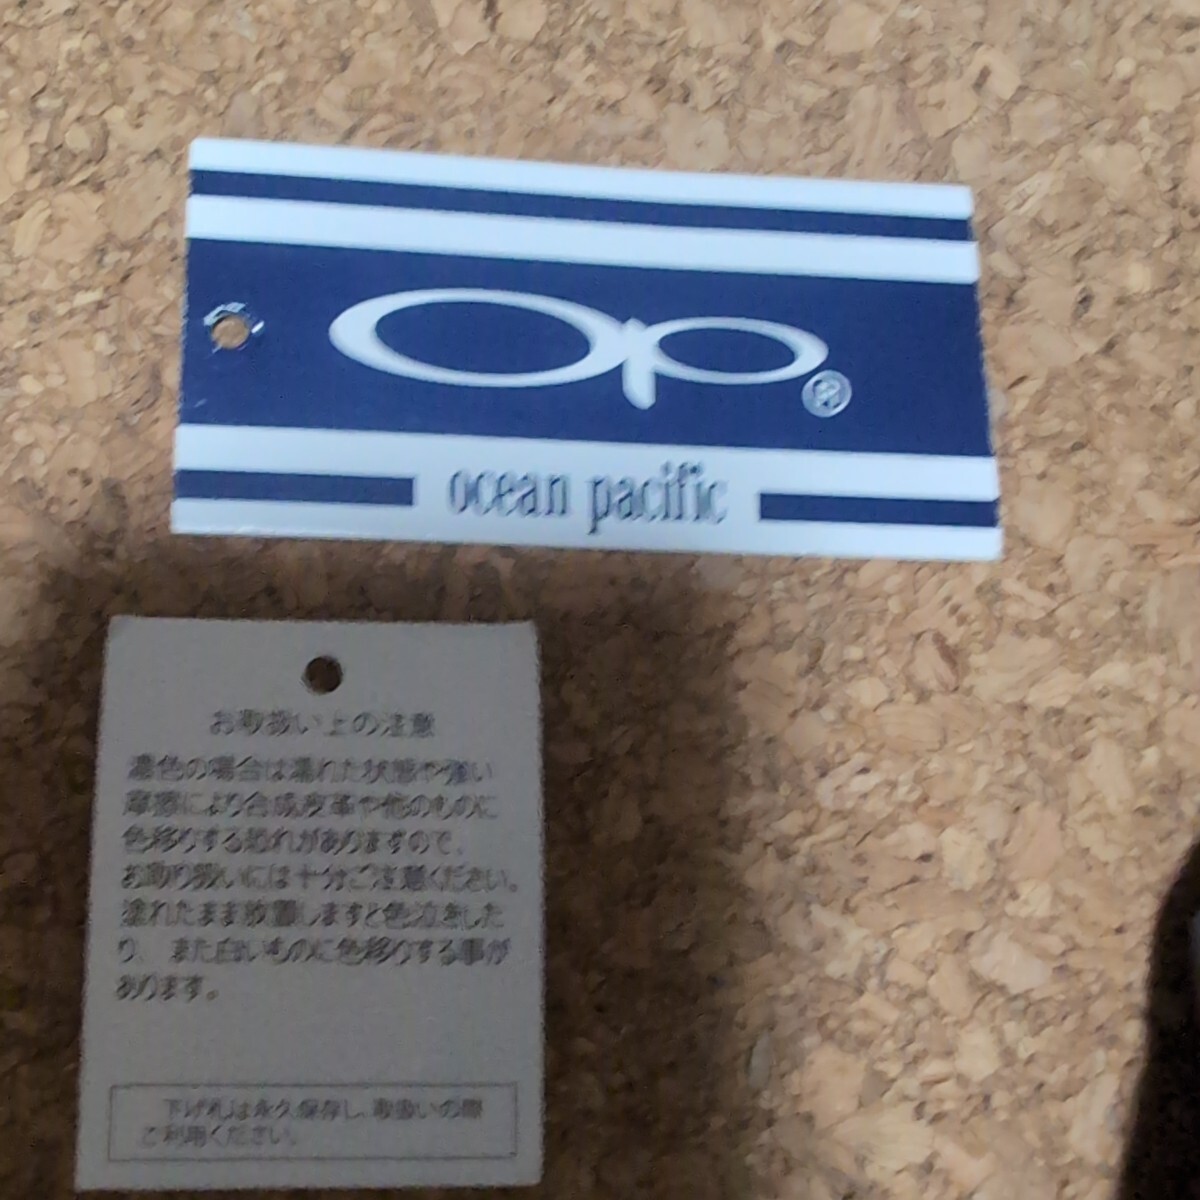 Op®
ocean pacific
お取扱い上の注意
濃色の場合は濡れた状態や強い
摩擦により合成皮革や他のものに
色移りする恐れがありますので、
お取り扱いには十分ご注意ください。
塗れたまま放置しますと色泣きした
り、また白いものに色移りする事が
あります。
下げ札は永久保存し、取扱いの際
ご利用ください。